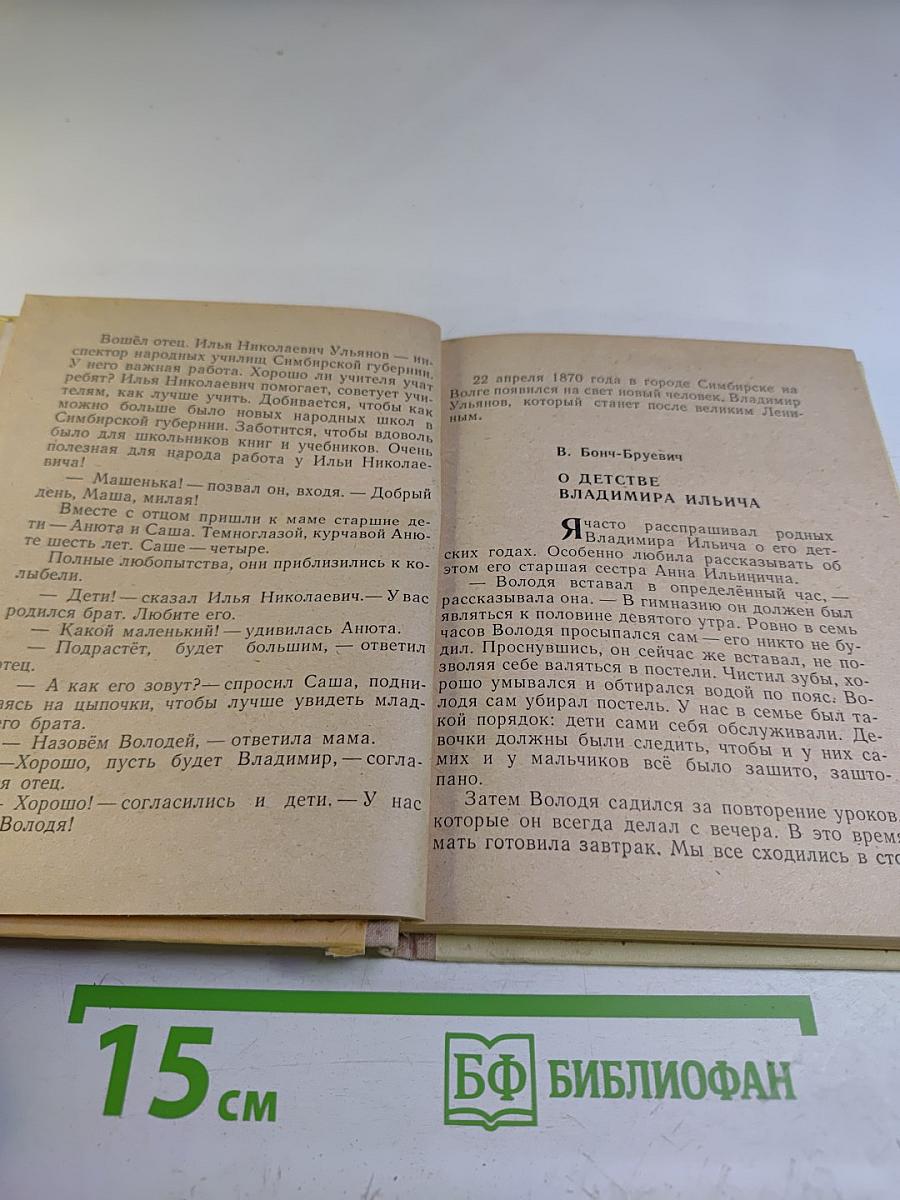 Вошёл отец. Илья Николаевич Ульянов — ин-
спектор народных училищ Симбирской губернии.
У него важная работа. Хорошо ли учителя учат
ребят? Илья Николаевич помогает, советует учи-
телям, как лучше учить. Добивается, чтобы как
можно больше было новых народных школ в
Симбирской губернии. Заботится, чтобы вдоволь
было для школьников книг и учебников. Очень
полезная для народа работа у Ильи Николае-
вича!
— Машенька! — позвал он, входя. — Добрый
день, Маша, милая!
Вместе с отцом пришли к маме старшие де-
ти — Анюта и Саша. Темноглазой, курчавой Аню-
те шесть лет. Саше — четыре.
Полные любопытства, они приблизились к ко-
лыбели.
— Дети! — сказал Илья Николаевич. — У вас
родился брат. Любите его.
— Какой маленький! — удивилась Анюта.
— Подрастёт, будет большим, — ответил
отец.
— А как его зовут? — спросил Саша, подни-
аясь на цыпочки, чтобы лучше увидеть млад-
его брата.
— Назовём Володей, — ответила мама.
—Хорошо, пусть будет Владимир, — согла-
я отец.
- Хорошо! — согласились и дети. — У нас
Володя!
22 апреля 1870 года в городе Симбирске на
Волге появился на свет новый человек, Владимир
Ульянов, который станет после великим Лени-
ным.
В. Бонч-Бруевич
О ДЕТСТВЕ
ВЛАДИМИРА ИЛЬИЧА
Я часто расспрашивал родных
Владимира Ильича о его дет-
ских годах. Особенно любила рассказывать об
этом его старшая сестра Анна Ильинична.
— Володя вставал в определённый час, —
рассказывала она. — В гимназию он должен был
являться к половине девятого утра. Ровно в семь
часов Володя просыпался сам — его никто не бу-
дил. Проснувшись, он сейчас же вставал, не по-
зволяя себе валяться в постели. Чистил зубы, хо-
рошо умывался и обтирался водой по пояс. Во-
лодя сам убирал постель. У нас в семье был та-
кой порядок: дети сами себя обслуживали. Де-
вочки должны были следить, чтобы и у них са-
мих и у мальчиков всё было зашито, зашто-
пано.
Затем Володя садился за повторение уроков,
которые он всегда делал с вечера. В это время
мать готовила завтрак. Мы все сходились в сто
15 см
БФ БИБЛИОФАН